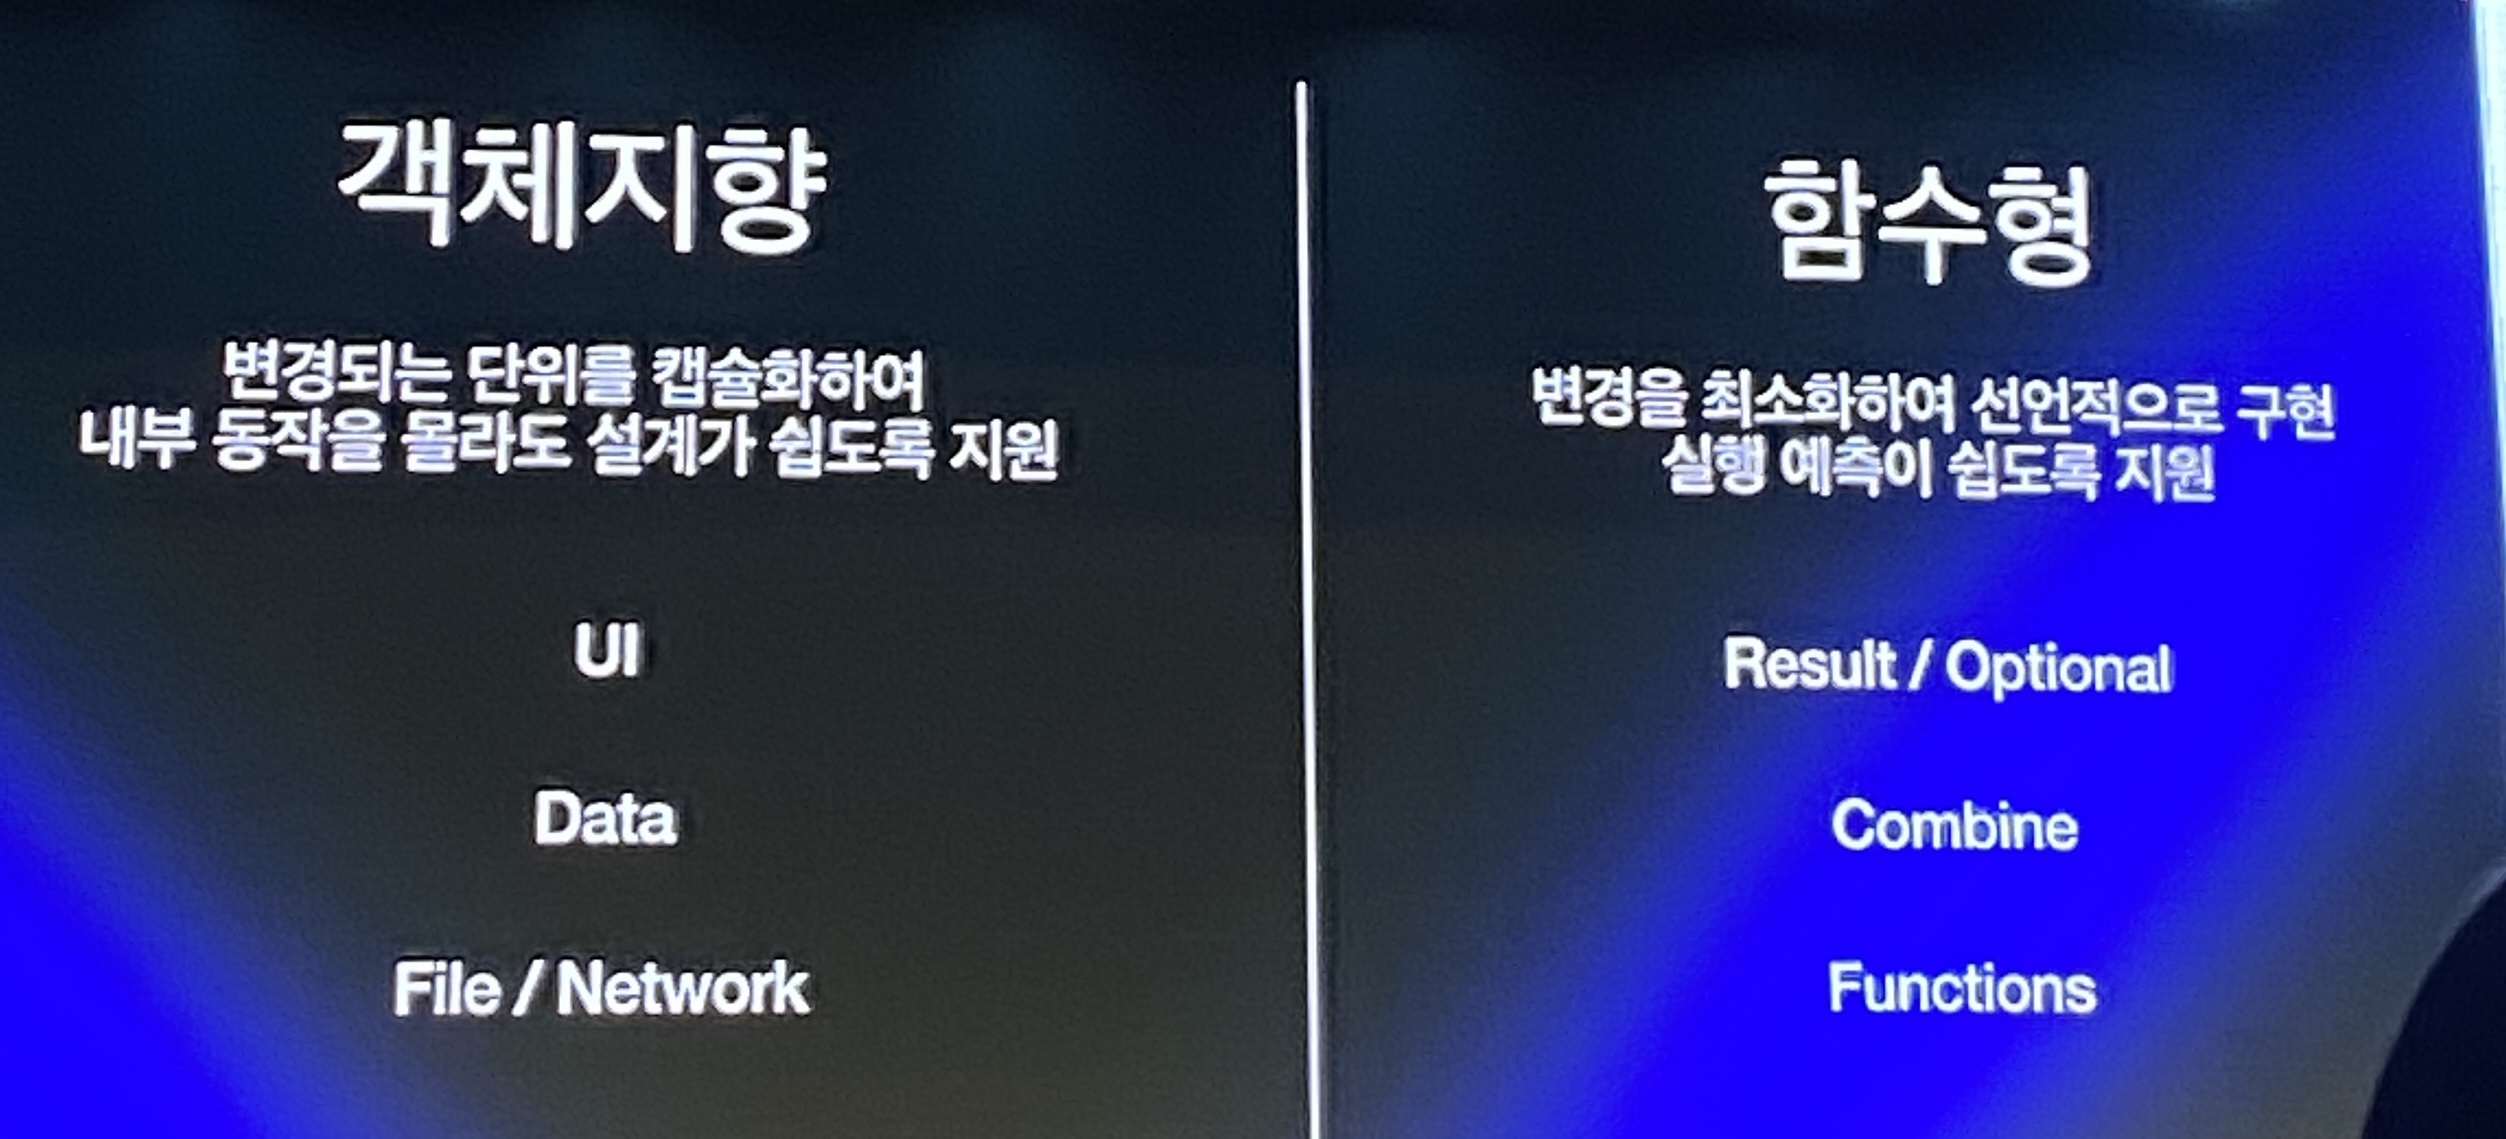 객체지향
변경되는 단위를 캡슐화하여
내부 동작을 몰라도 설계가 쉽도록 지원
UI
Data
File / Network
함수형
변경을 최소화하여 선언적으로 구현
실행 예측이 쉽도록 지원
Result / Optional
Combine
Functions